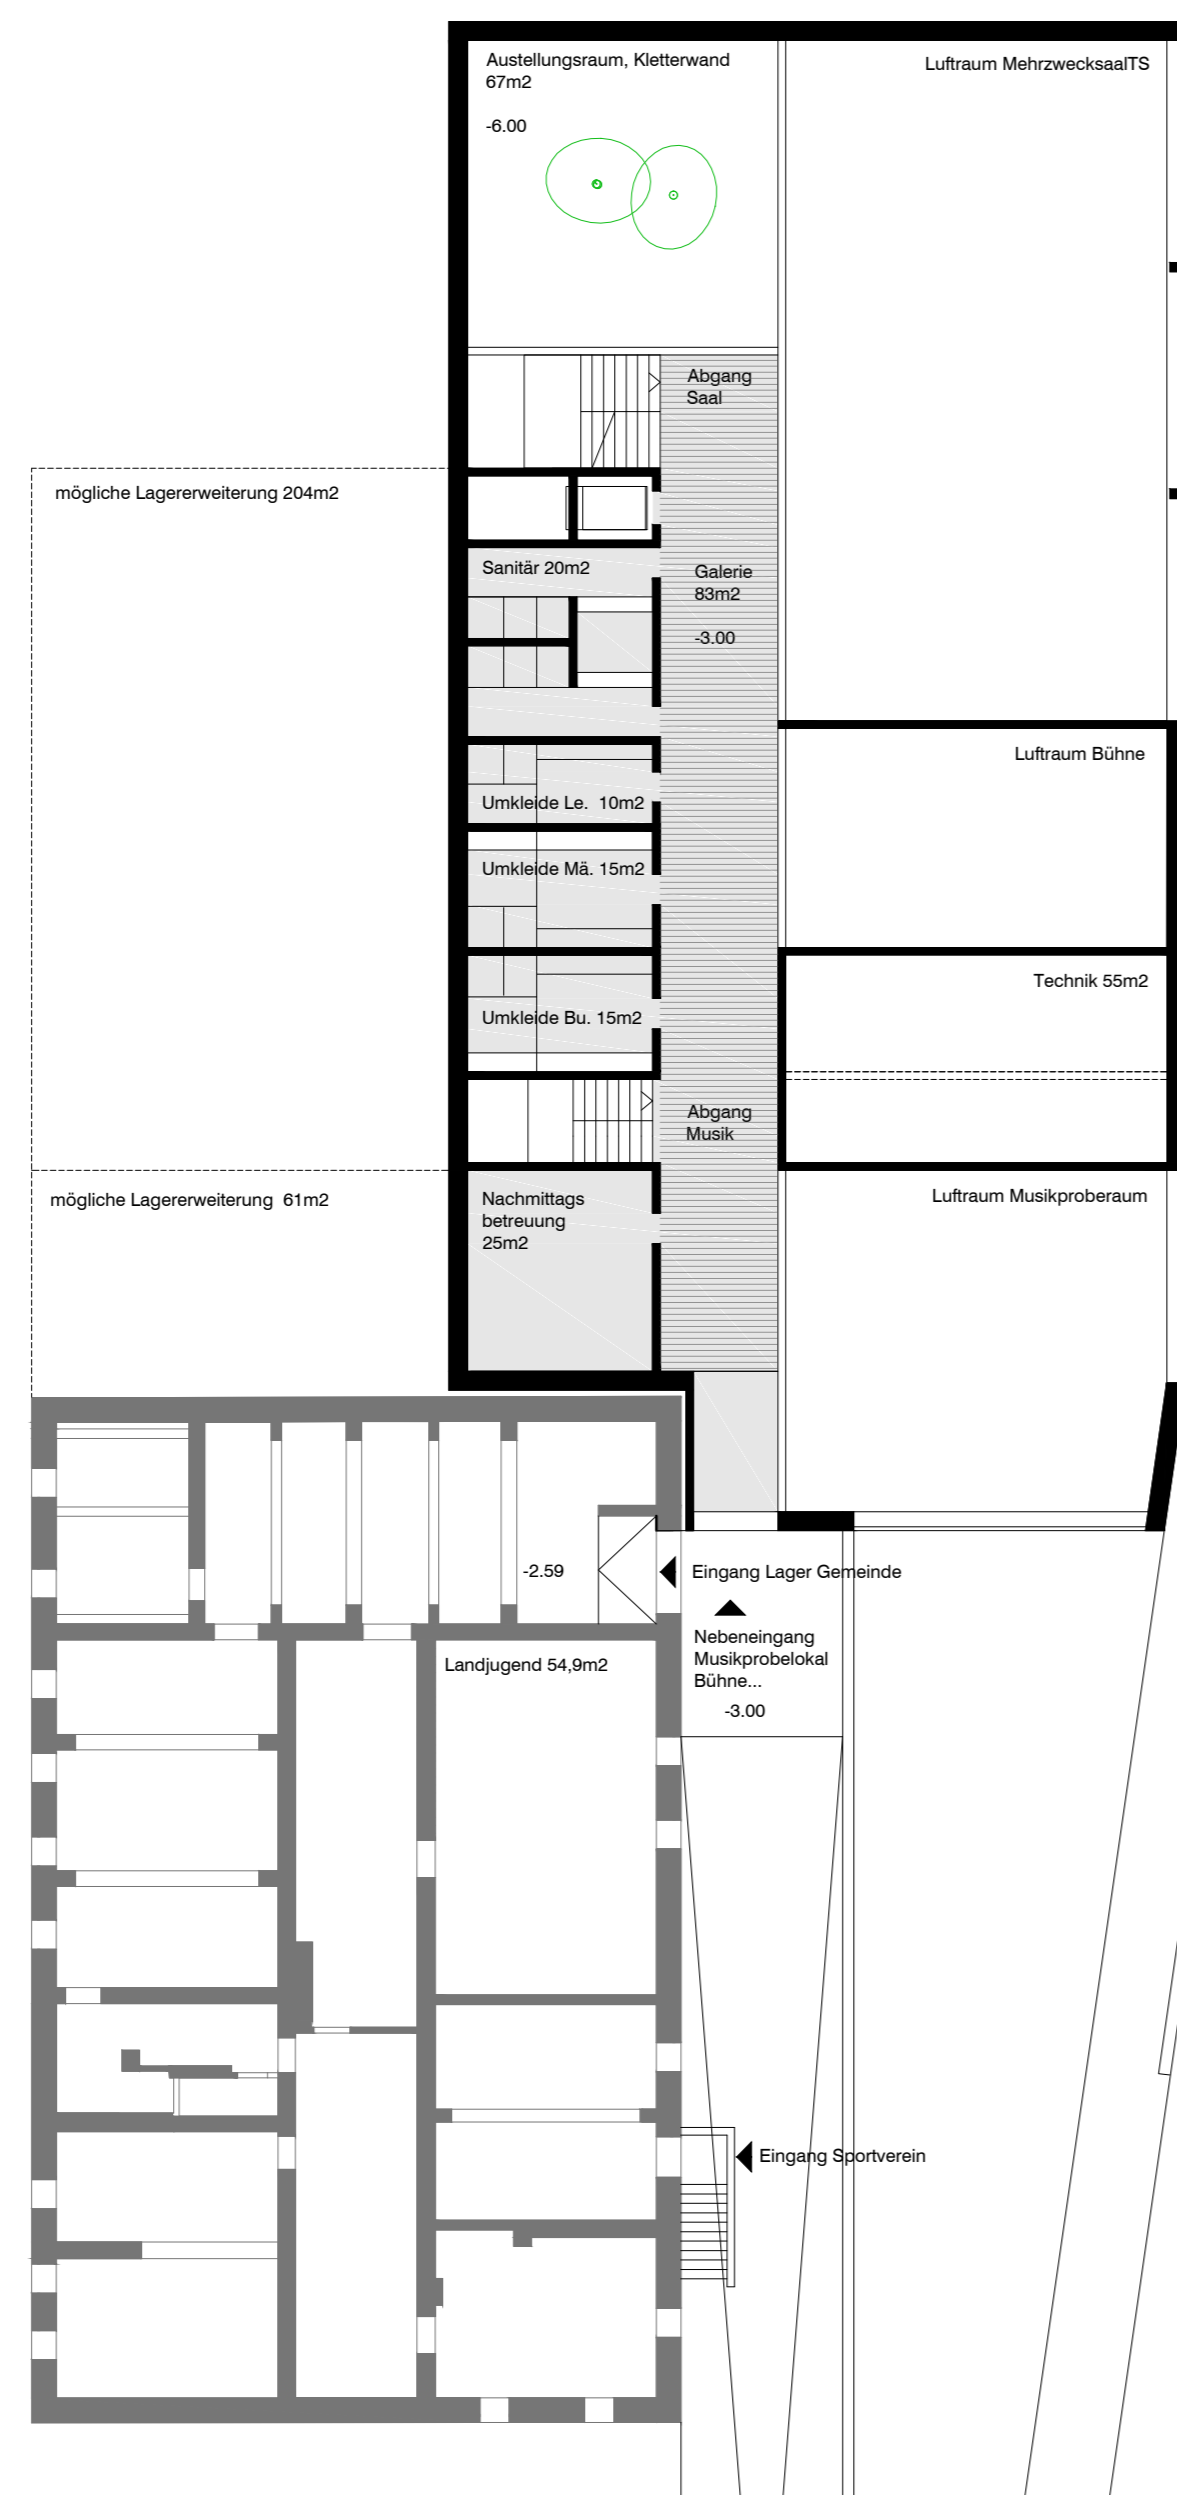 Austellungsraum, Kletterwand
67m2
-6.00
Luftraum MehrzwecksaalTS
Abgang
Saal
mögliche Lagererweiterung 204m2
Sanitär 20m2
Galerie
83m2
-3.00
Luftraum Bühne
Umkleide Le.  10m2
Umkleide Mä. 15m2
Technik 55m2
Umkleide Bu. 15m2
Abgang
Musik
mögliche Lagererweiterung  61m2
Nachmittags
betreuung
25m2
Luftraum Musikproberaum
-2.59
Eingang Lager Gemeinde
Nebeneingang
Musikprobelokal
Bühne...
-3.00
Landjugend 54,9m2
Eingang Sportverein